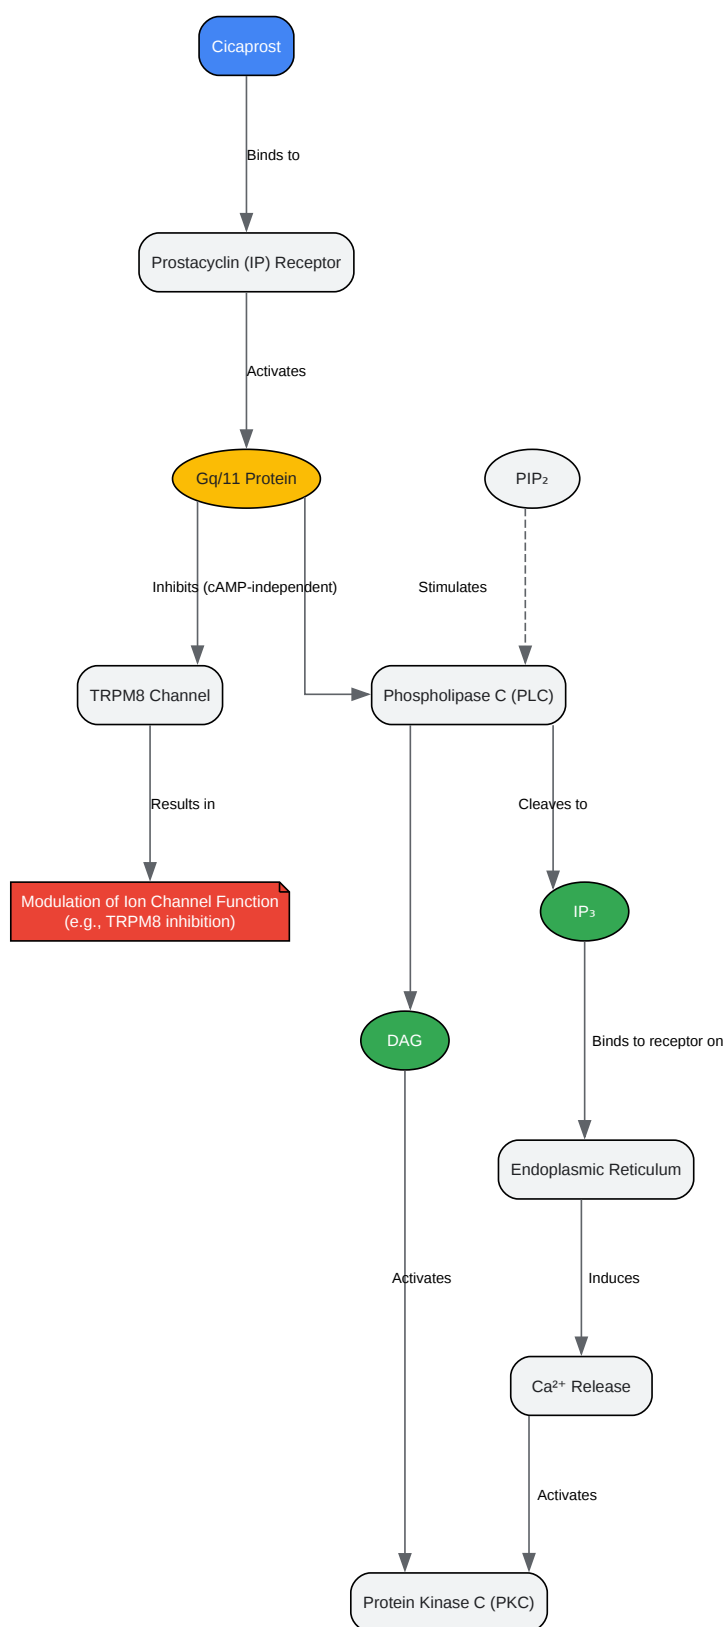 Cicaprost
Binds to
Prostacyclin (IP) Receptor
Activates
Gq/11 Protein
PIP₂
Inhibits (cAMP-independent)
Stimulates
TRPM8 Channel
Phospholipase C (PLC)
Results in
Cleaves to
Modulation of Ion Channel Function
(e.g., TRPM8 inhibition)
IP₃
DAG
Binds to receptor on
Endoplasmic Reticulum
Activates
Induces
Ca²⁺ Release
Activates
Protein Kinase C (PKC)